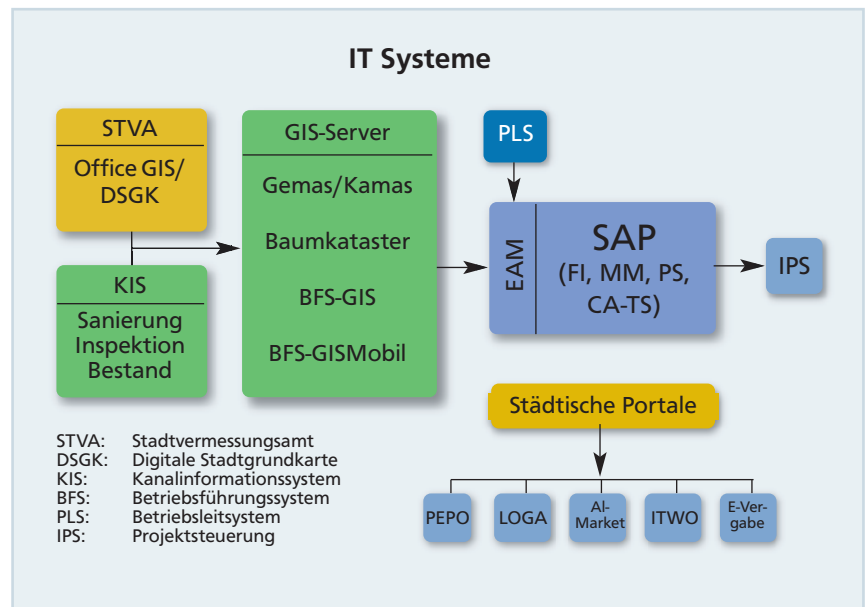 IT Systeme
STVA
Office GIS/
DSGK
KIS
Sanierung
Inspektion
Bestand
GIS-Server
Gemas/Kamas
Baumkataster
BFS-GIS
BFS-GISMobil
PLS
EAM
SAP
(FI, MM, PS,
CA-TS)
IPS
Städtische Portale
PEPO
LOGA
AI-
Market
ITWO
E-Ver-
gabe
STVA: Stadtvermessungsamt
DSGK: Digitale Stadtgrundkarte
KIS: Kanalinformationssystem
BFS: Betriebsführungssystem
PLS: Betriebsleitsystem
IPS: Projektsteuerung